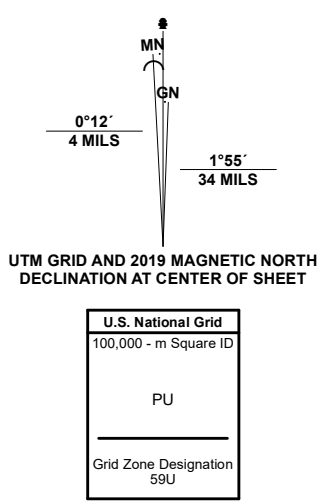 MN
GN
0°12´
4 MILS
1°55´
34 MILS
UTM GRID AND 2019 MAGNETIC NORTH
DECLINATION AT CENTER OF SHEET
U.S. National Grid
100,000 - m Square ID
PU
Grid Zone Designation
59U